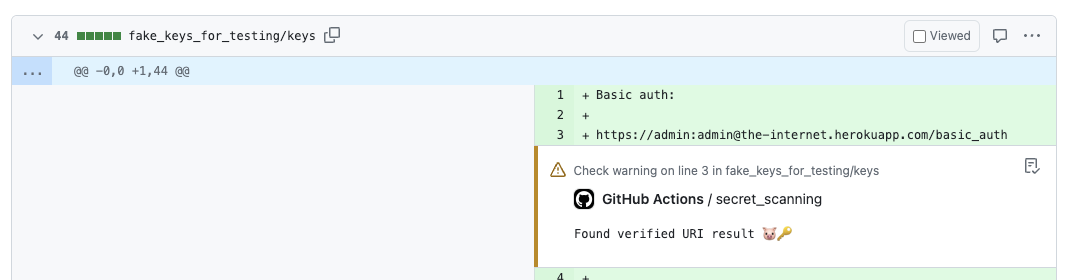 44 fake_keys_for_testing/keys Viewed ...
... @@ -0,0 +1,44 @@
1 + Basic auth:
2 +
3 + https://admin:admin@the-internet.herokuapp.com/basic_auth
Check warning on line 3 in fake_keys_for_testing/keys
GitHub Actions / secret_scanning
Found verified URI result 🐷🔑
4 +